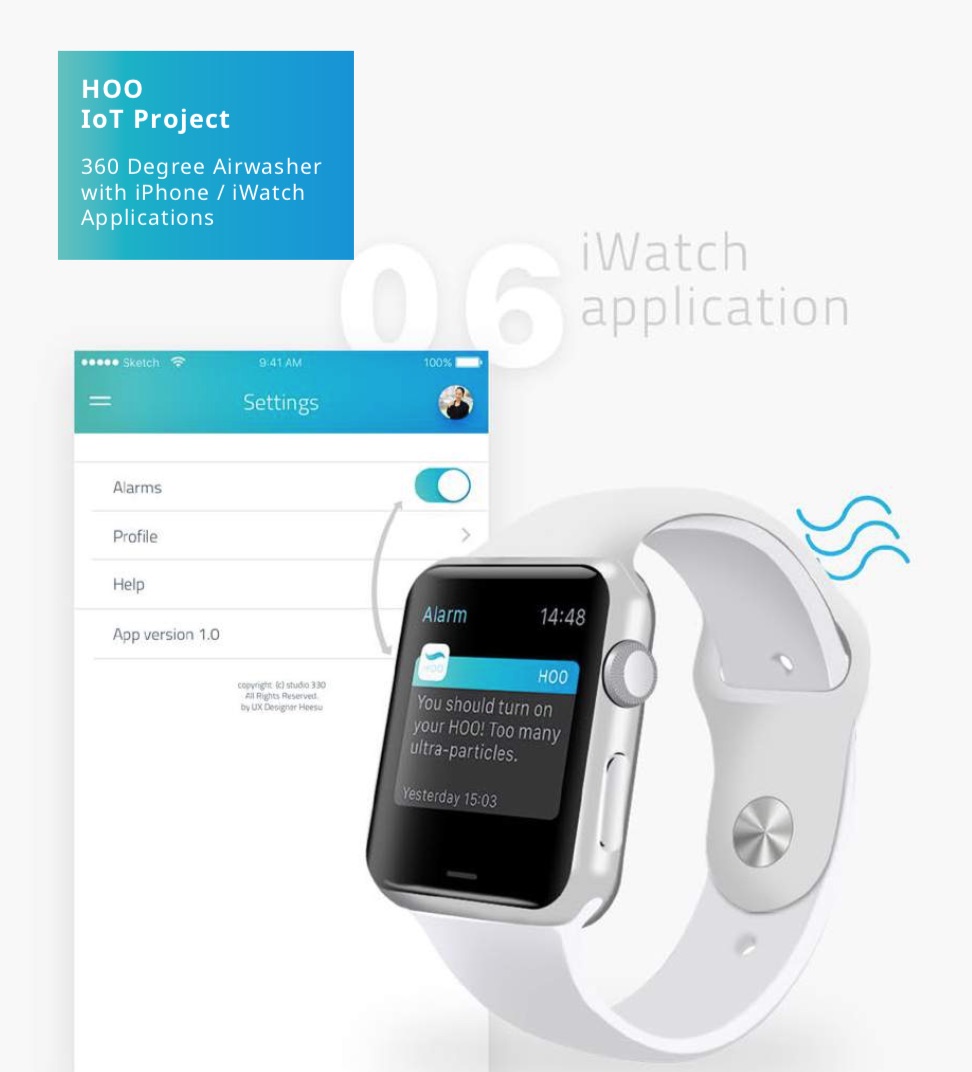 HOO
IoT Project
360 Degree Airwasher
with iPhone / iWatch
Applications
06
iWatch
application
Sketch 9:41 AM 100%
Settings
Alarms
Profile
Help
App version 1.0
copyright (c) studio 330
All Rights Reserved.
by UX Designer Heesu
Alarm 14:48
HOO
HOO
You should turn on
your HOO! Too many
ultra-particles.
Yesterday 15:03